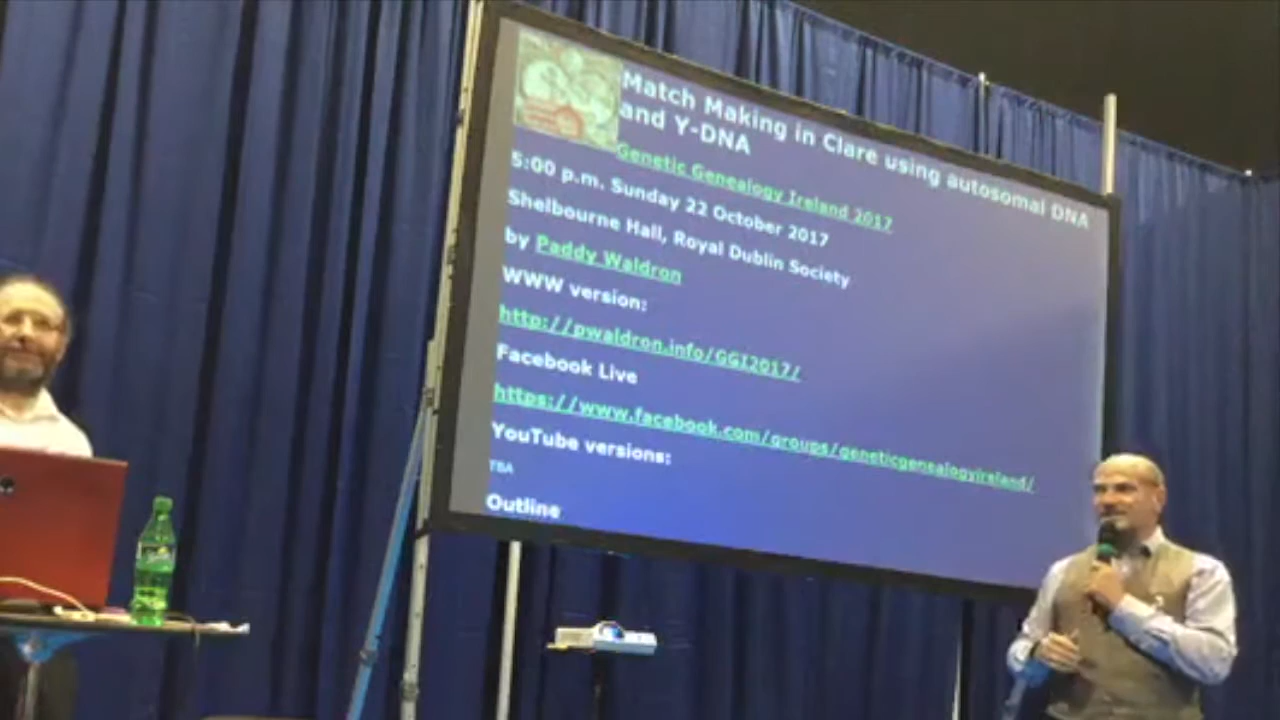 Match Making in Clare using autosomal DNA
and Y-DNA
Genetic Genealogy Ireland 2017
5:00 p.m. Sunday 22 October 2017
Shelbourne Hall, Royal Dublin Society
by Paddy Waldron
WWW version:
http://pwaldron.info/GGI2017/
Facebook Live
https://www.facebook.com/groups/geneticgenealogyireland/
YouTube versions:
TBA
Outline